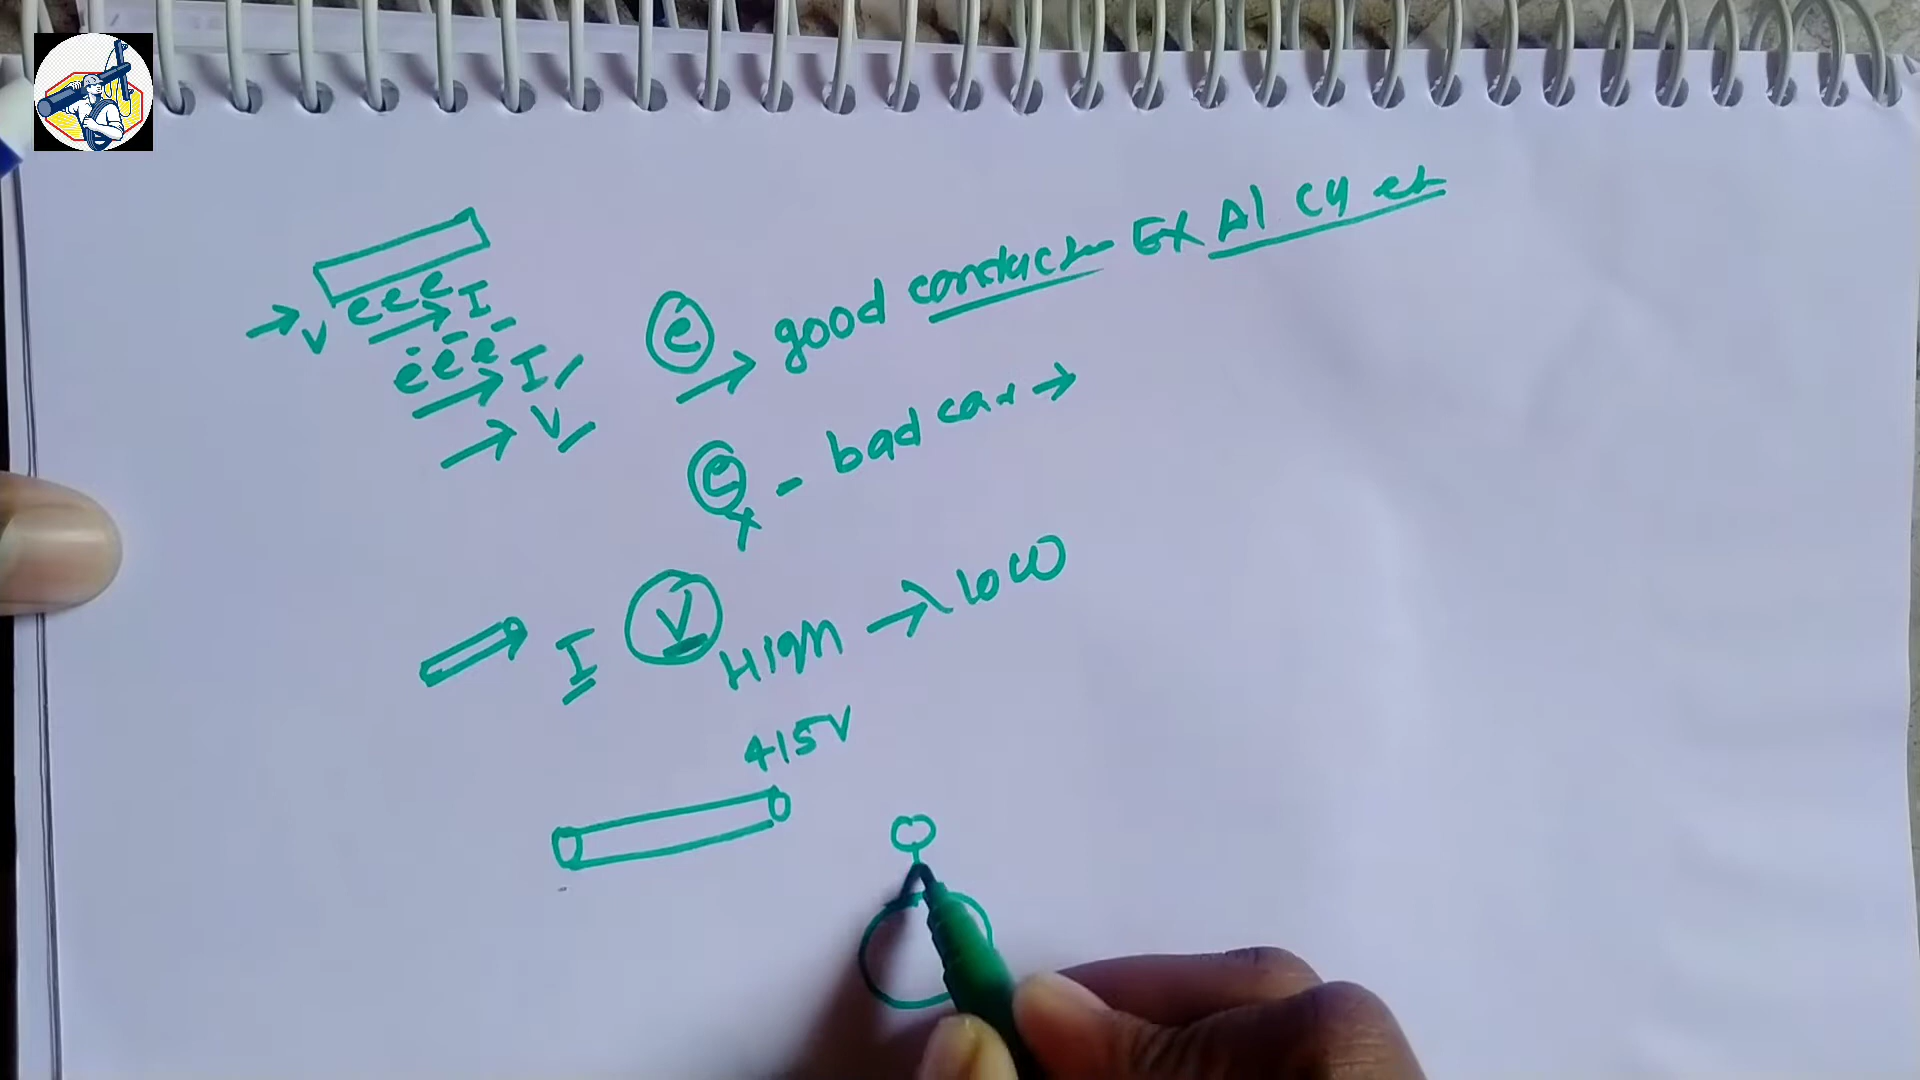 → V e e e → I
e e e → I
→ V
e → good conductor Ex Al Cu etc
e x - bad con →
I V High → low
415V